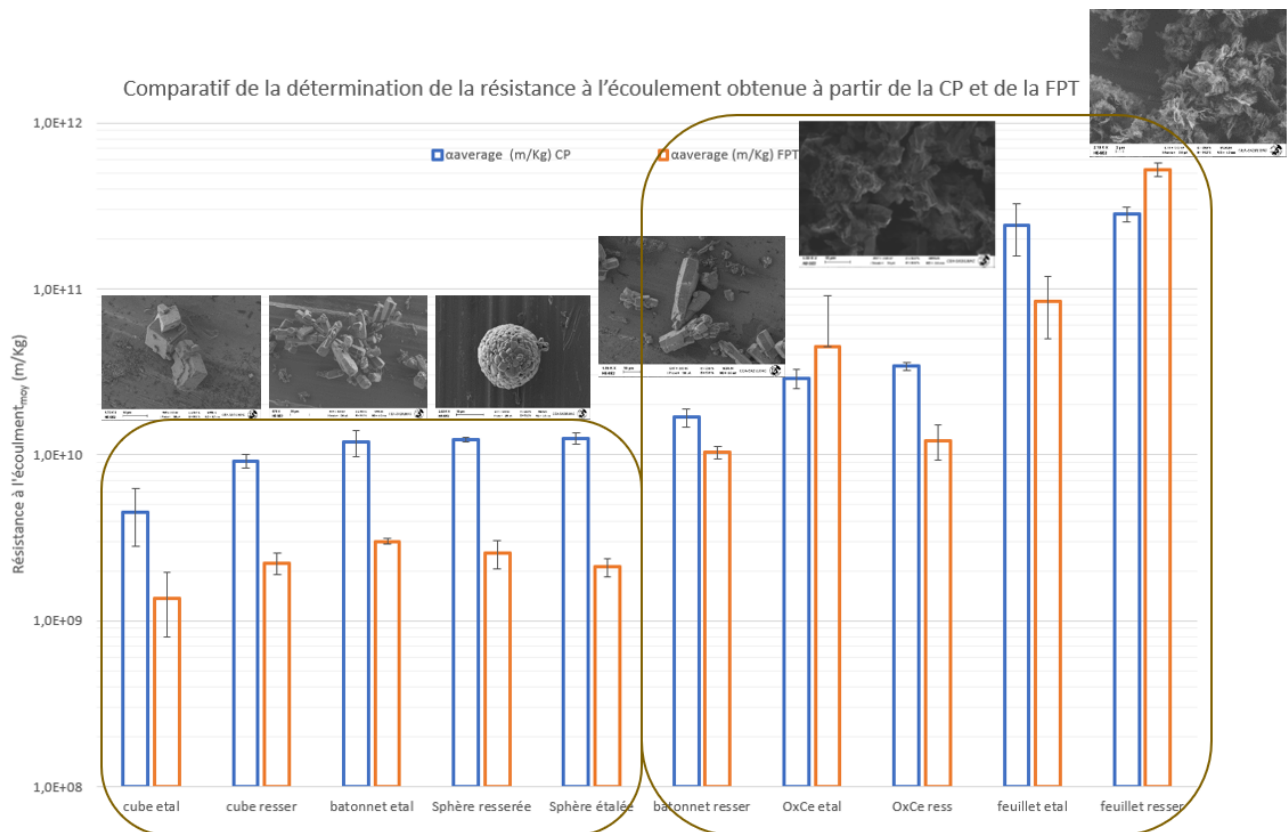 Comparatif de la détermination de la résistance à l'écoulement obtenue à partir de la CP et de la FPT
αaverage (m/Kg) CP
αaverage (m/Kg) FPT
Résistance à l'écoulment moy (m/Kg)
1,0E+12
1,0E+11
1,0E+10
1,0E+09
1,0E+08
cube etal
cube resser
batonnet etal
Sphère resserée
Sphère étalée
batonnet resser
OxCe etal
OxCe ress
feuillet etal
feuillet resser